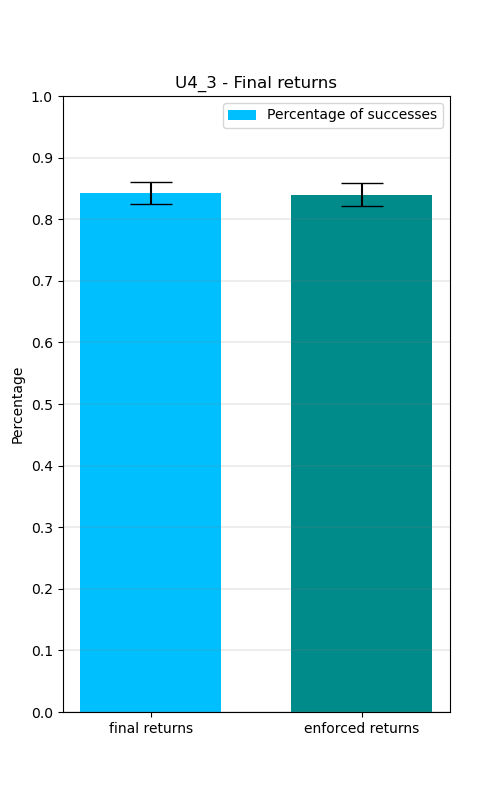 U4_3 - Final returns
Percentage of successes
1.0
0.9
0.8
0.7
0.6
0.5
0.4
0.3
0.2
0.1
0.0
Percentage
final returns
enforced returns